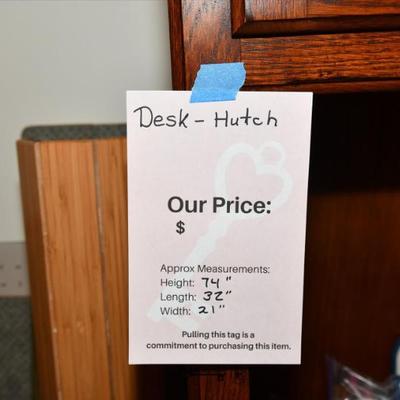 Desk - Hutch
Our Price:
$
Approx Measurements:
Height: 74"
Length: 32"
Width: 21"
Pulling this tag is a
commitment to purchasing this item.